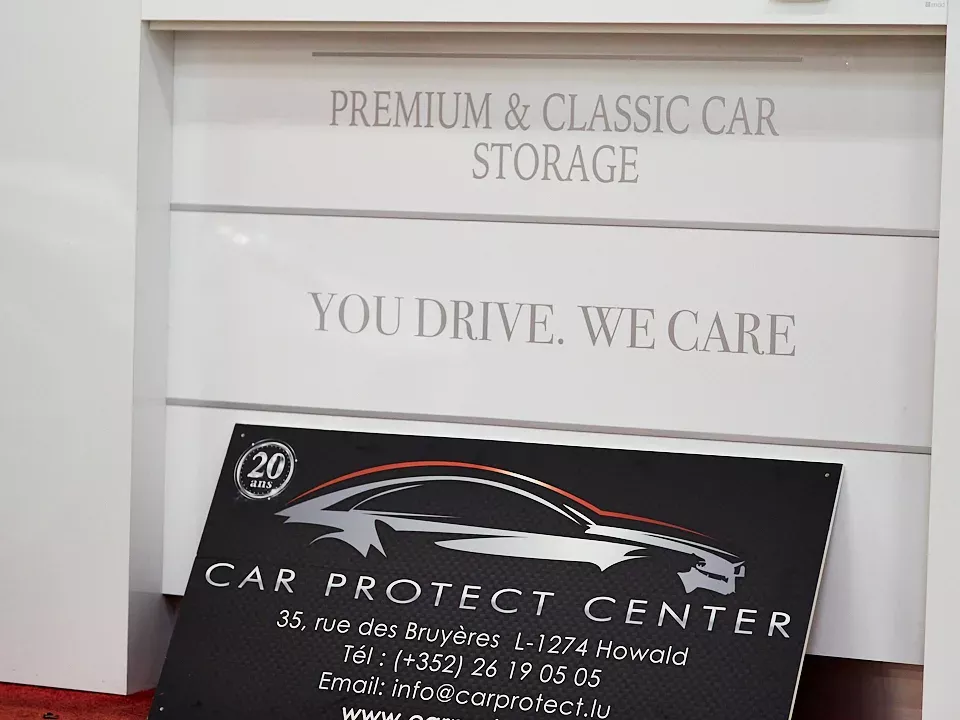 PREMIUM & CLASSIC CAR
STORAGE
YOU DRIVE. WE CARE
20
ans
CAR PROTECT CENTER
35, rue des Bruyères L-1274 Howald
Tél : (+352) 26 19 05 05
Email: info@carprotect.lu